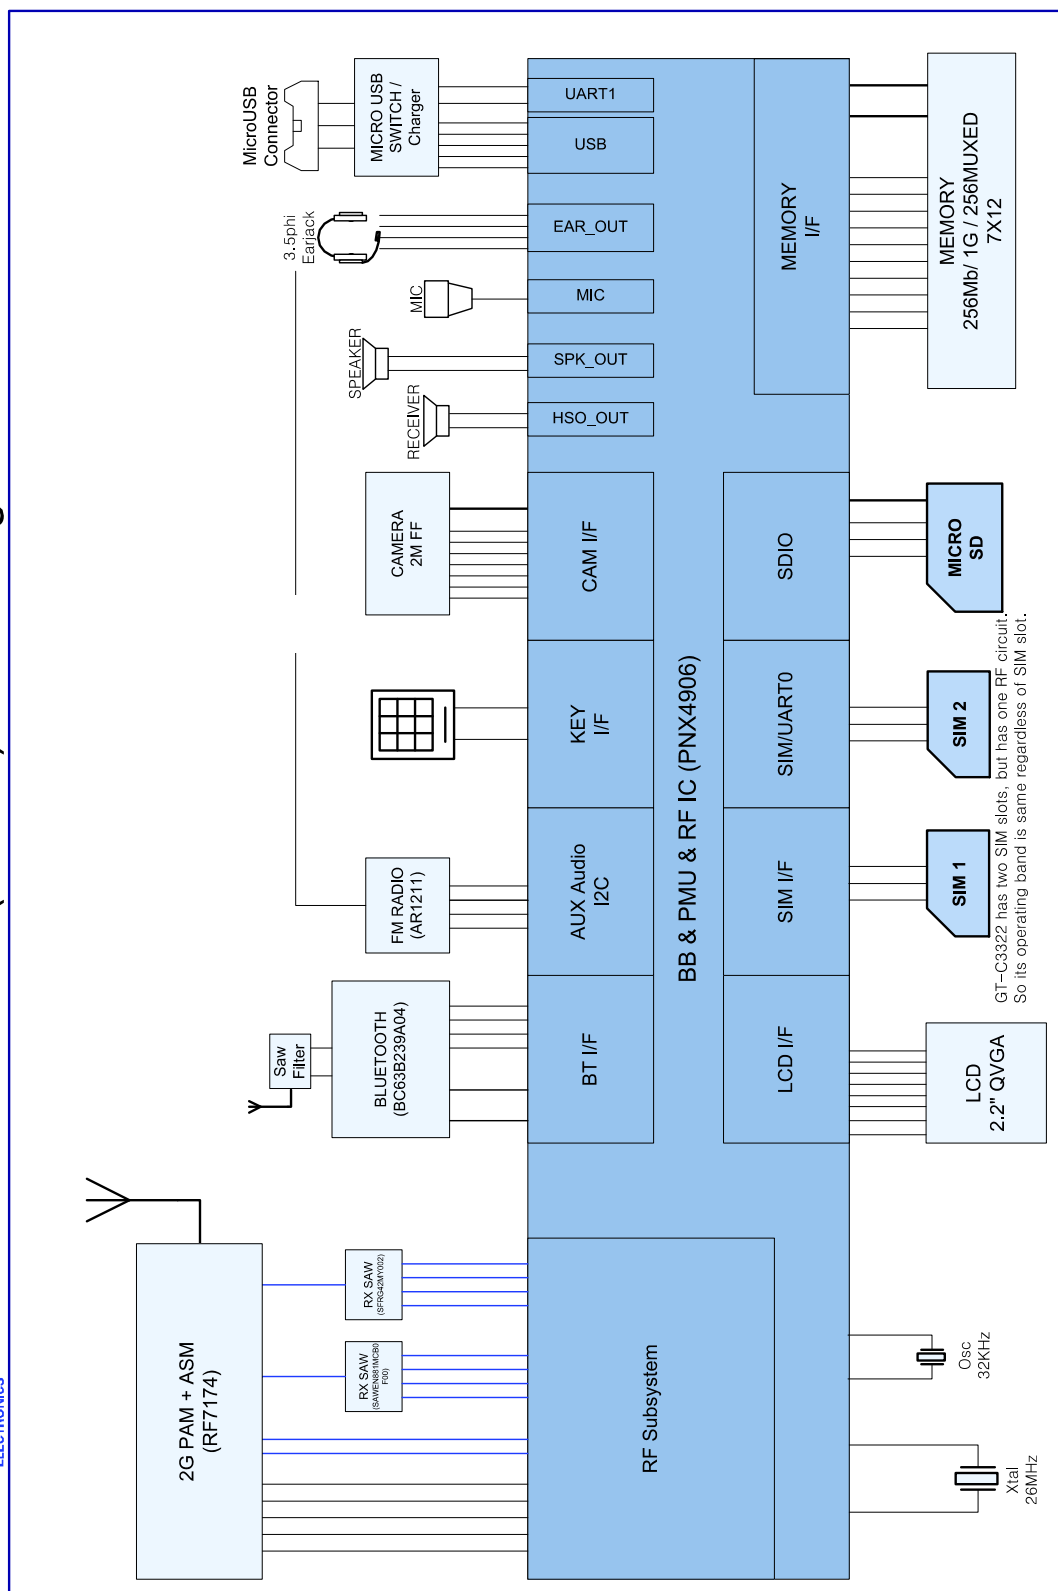 ELECTRONICS
2G PAM + ASM
(RF7174)
RX SAW
(SAWEN881MCB0
F00)
RX SAW
(SFRG42MY002)
Saw
Filter
BLUETOOTH
(BC63B239A04)
FM RADIO
(AR1211)
CAMERA
2M FF
RECEIVER
SPEAKER
MIC
3.5phi
Earjack
MicroUSB
Connector
MICRO USB
SWITCH /
Charger
RF Subsystem
BT I/F
AUX Audio
I2C
KEY
I/F
CAM I/F
HSO_OUT
SPK_OUT
MIC
EAR_OUT
USB
UART1
BB & PMU & RF IC (PNX4906)
LCD I/F
SIM I/F
SIM/UART0
SDIO
MEMORY
I/F
Xtal
26MHz
Osc
32KHz
LCD
2.2" QVGA
SIM 1
SIM 2
MICRO
SD
MEMORY
256Mb/ 1G / 256MUXED
7X12
GT-C3322 has two SIM slots, but has one RF circuit.
So its operating band is same regardless of SIM slot.